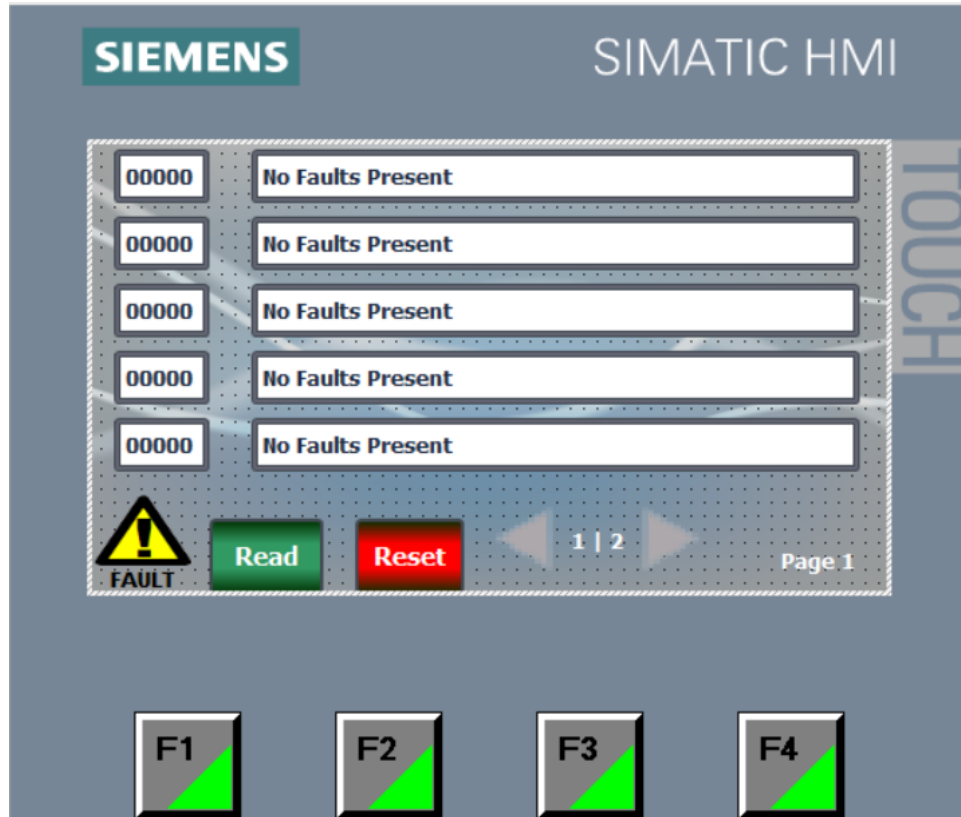 SIEMENS
SIMATIC HMI
TOUCH
00000 No Faults Present
00000 No Faults Present
00000 No Faults Present
00000 No Faults Present
00000 No Faults Present
FAULT
Read
Reset
1 | 2
Page 1
F1 F2 F3 F4